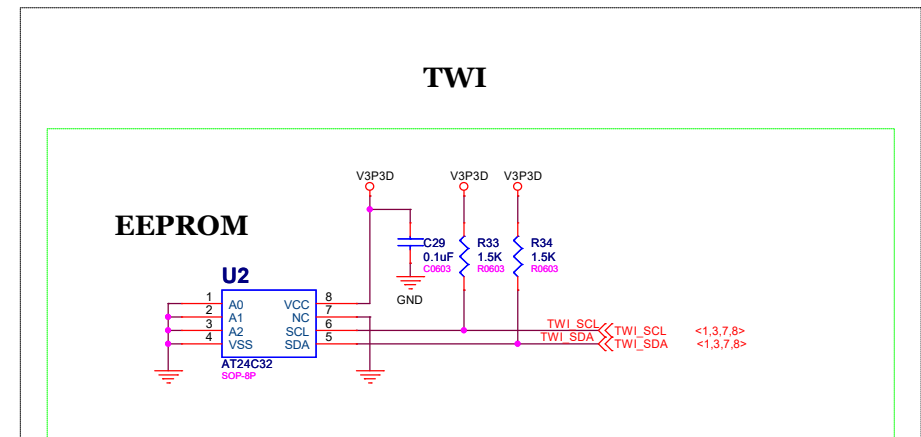 TWI
V3P3D V3P3D V3P3D
EEPROM
C29
0.1uF
C0603
R33
1.5K
R0603
R34
1.5K
R0603
GND
U2
1 A0 VCC 8
2 A1 NC 7
3 A2 SCL 6
4 VSS SDA 5
AT24C32
SOP-8P
TWI_SCL TWI_SCL <1,3,7,8>
TWI_SDA TWI_SDA <1,3,7,8>